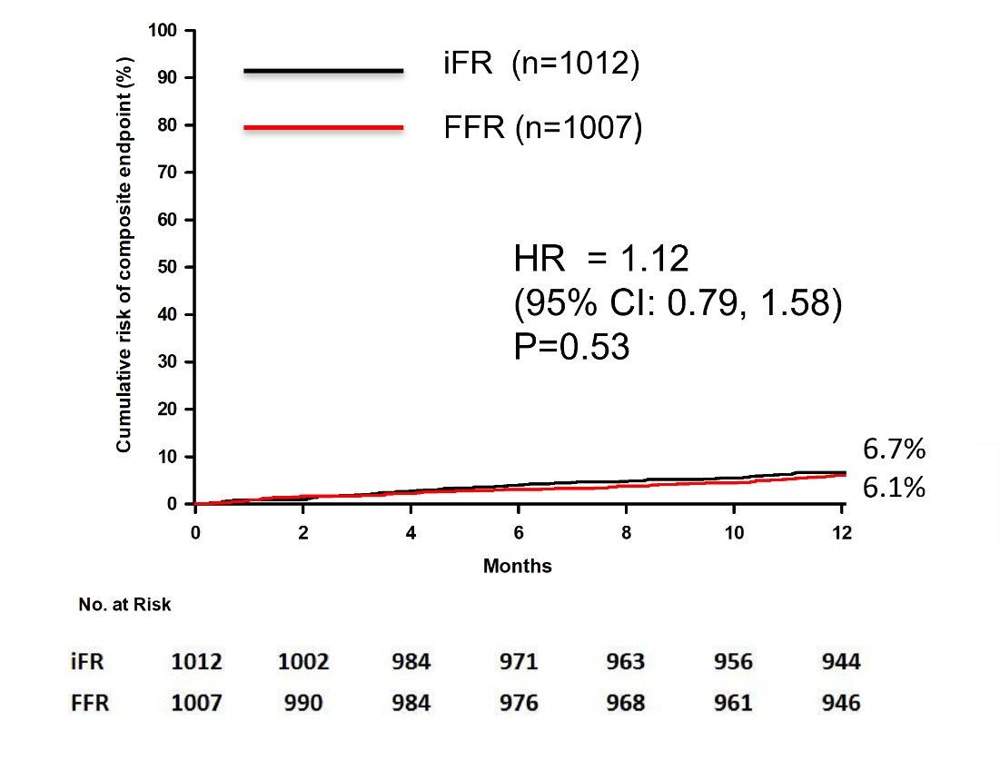 Cumulative risk of composite endpoint (%)
100
90
80
70
60
50
40
30
20
10
0
iFR (n=1012)
FFR (n=1007)
HR = 1.12
(95% CI: 0.79, 1.58)
P=0.53
6.7%
6.1%
0 2 4 6 8 10 12
Months
No. at Risk
iFR 1012 1002 984 971 963 956 944
FFR 1007 990 984 976 968 961 946